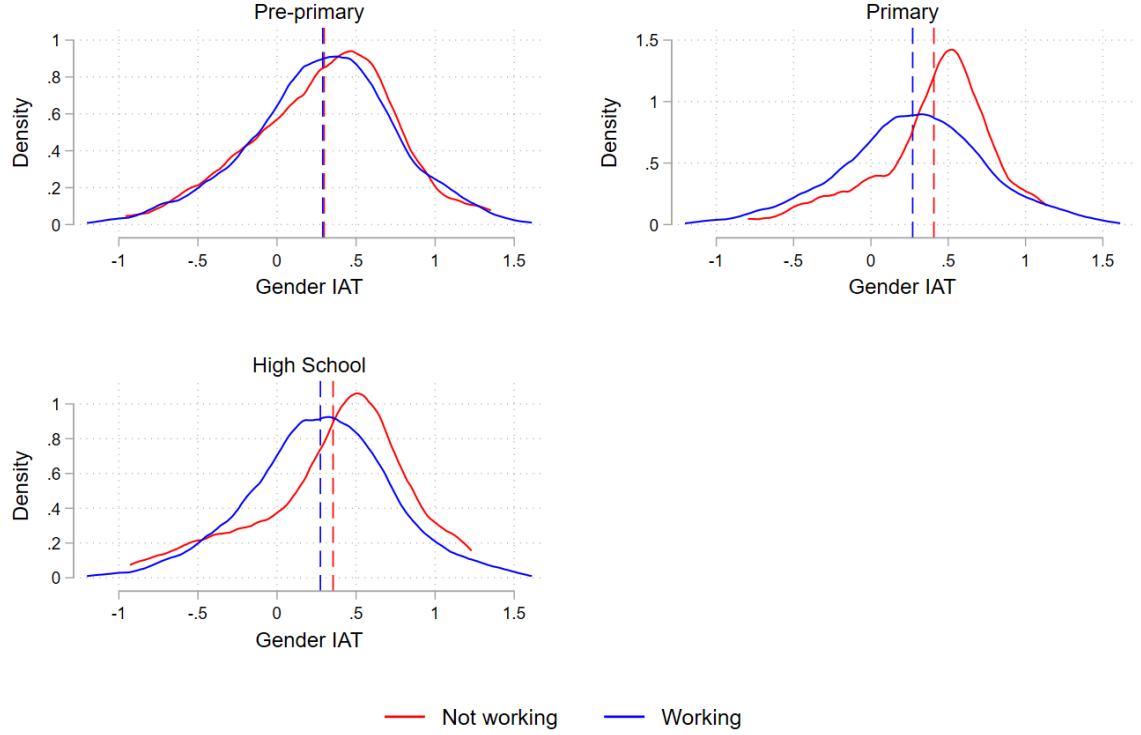 Pre-primary
Density
1
.8
.6
.4
.2
0
-1 -.5 0 .5 1 1.5
Gender IAT
Primary
Density
1.5
1
.5
0
-1 -.5 0 .5 1 1.5
Gender IAT
High School
Density
1
.8
.6
.4
.2
0
-1 -.5 0 .5 1 1.5
Gender IAT
Not working Working